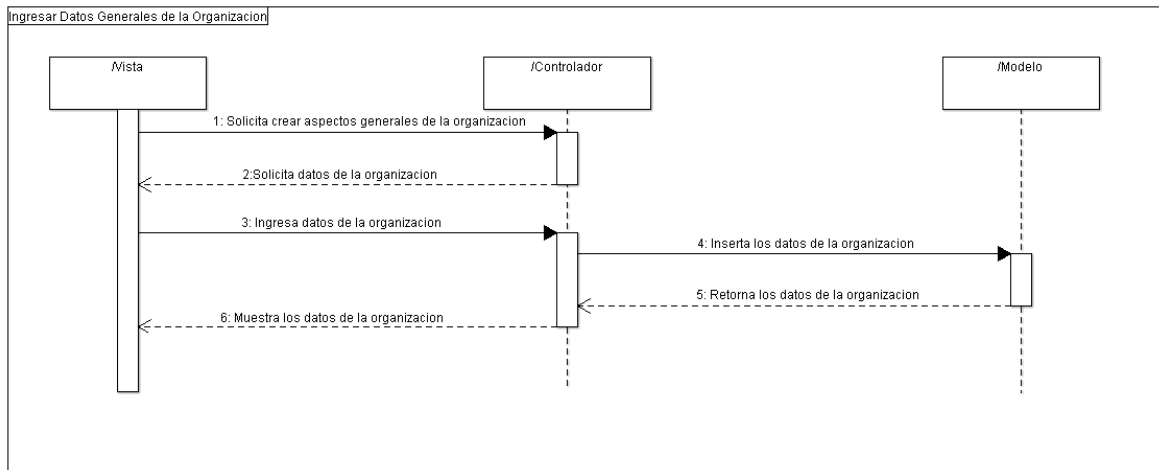 Ingresar Datos Generales de la Organizacion
/Vista
/Controlador
/Modelo
1: Solicita crear aspectos generales de la organizacion
2:Solicita datos de la organizacion
3: Ingresa datos de la organizacion
4: Inserta los datos de la organizacion
5: Retorna los datos de la organizacion
6: Muestra los datos de la organizacion